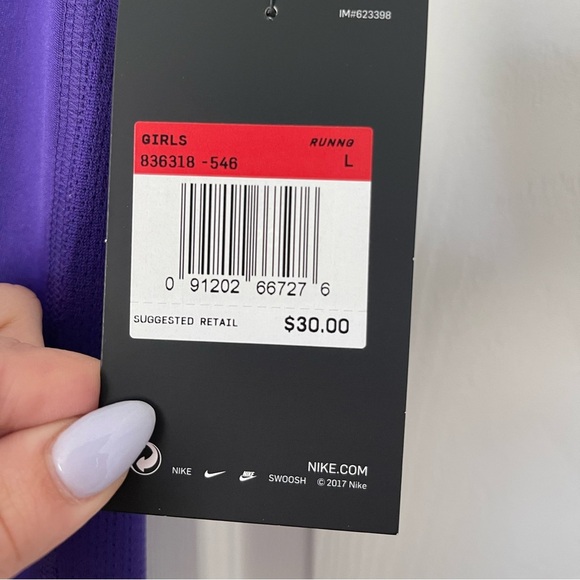 IM#623398
GIRLS RUNNG
836318 -546 L
0 91202 66727 6
SUGGESTED RETAIL $30.00
NIKE.COM
NIKE NIKE SWOOSH © 2017 Nike